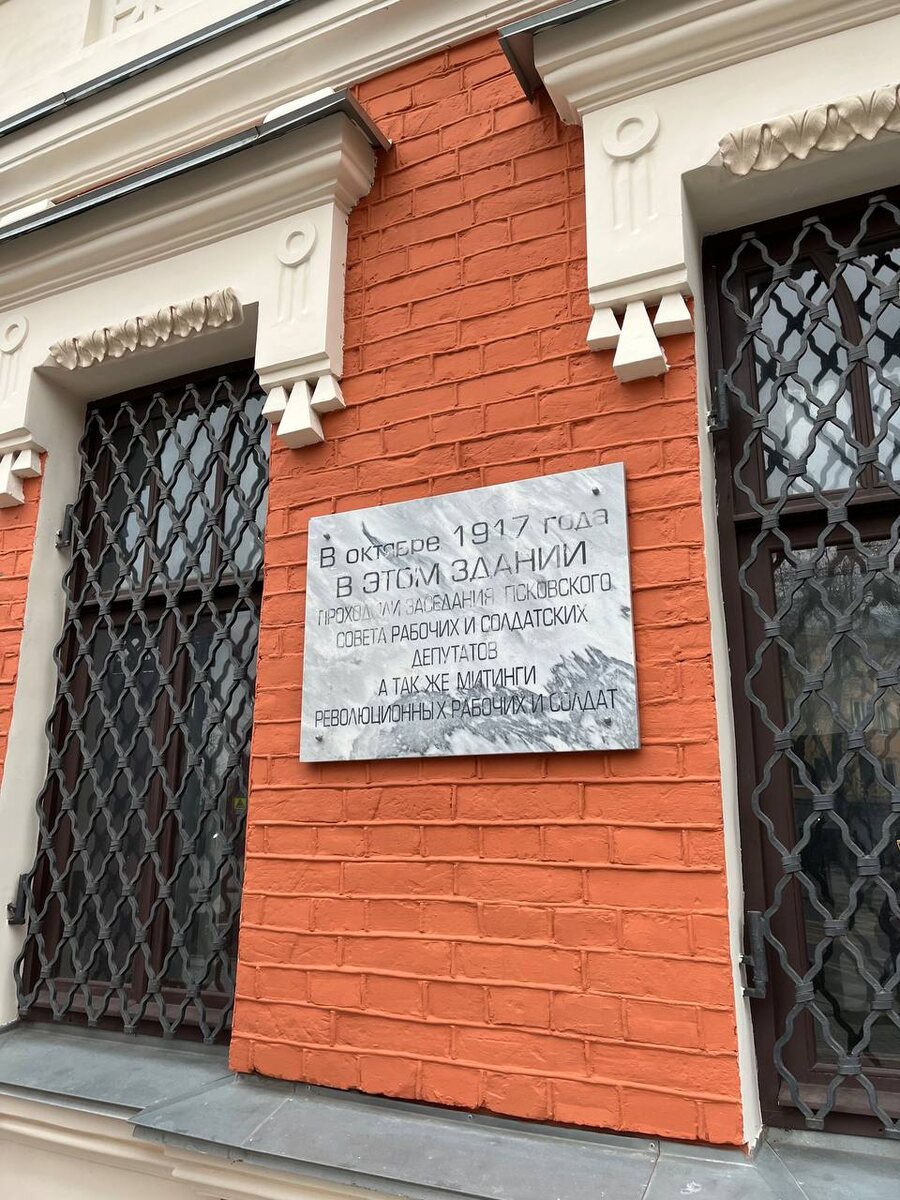 В октябре 1917 года
В ЭТОМ ЗДАНИИ
ПРОХОДИЛИ ЗАСЕДАНИЯ ПСКОВСКОГО
СОВЕТА РАБОЧИХ И СОЛДАТСКИХ
ДЕПУТАТОВ
А ТАК ЖЕ МИТИНГИ
РЕВОЛЮЦИОННЫХ РАБОЧИХ И СОЛДАТ